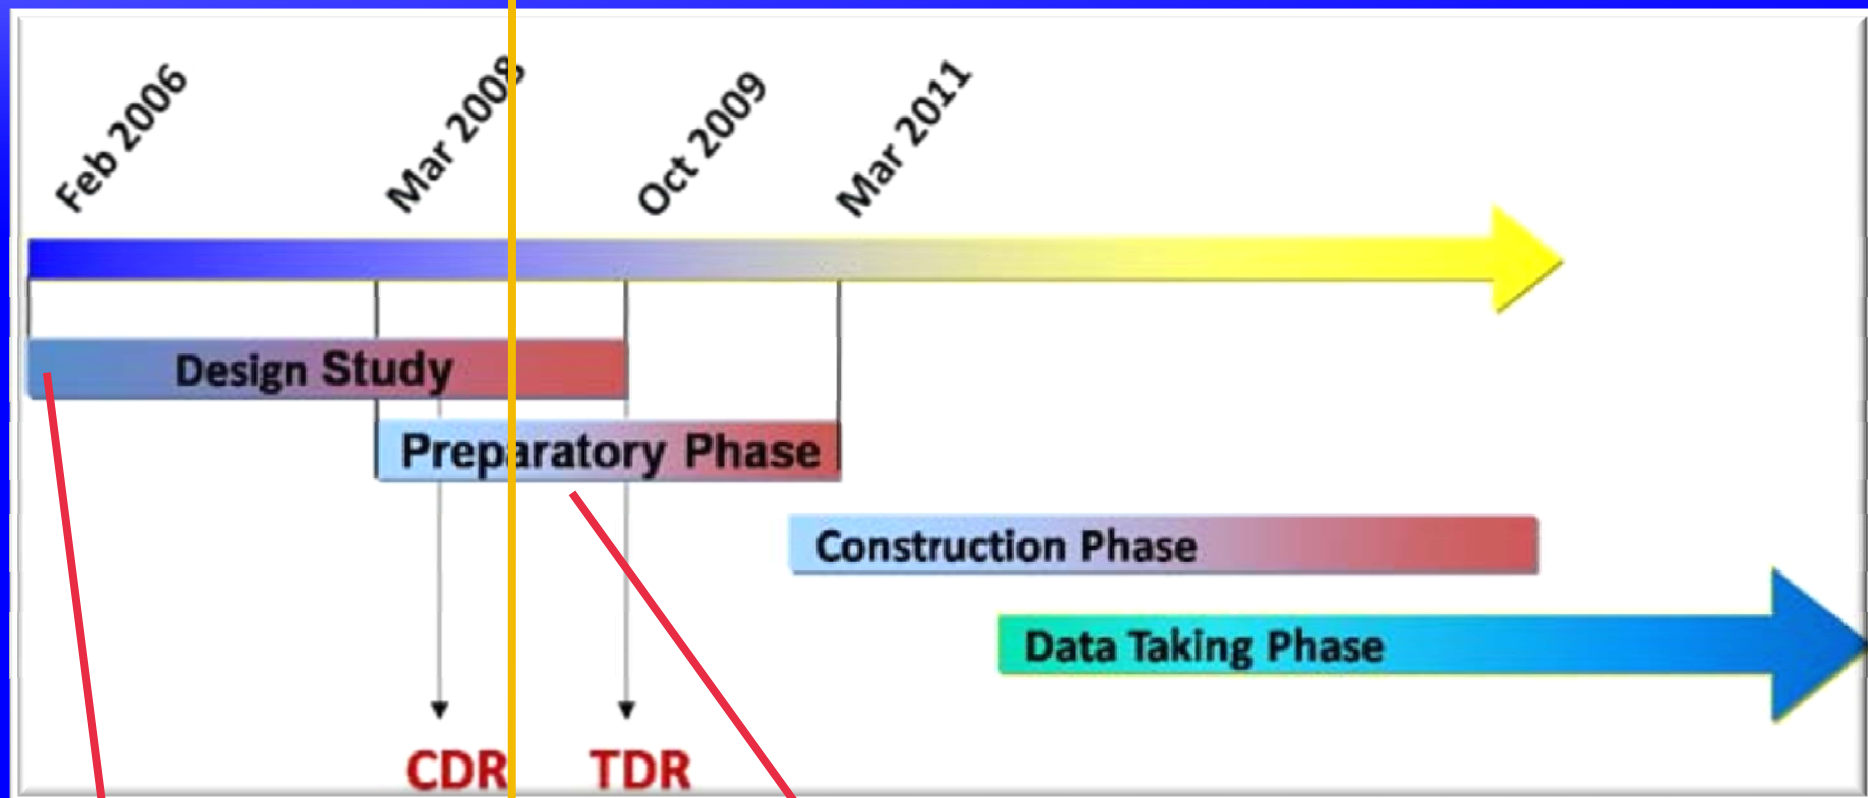 Feb 2006
Mar 2008
Oct 2009
Mar 2011
Design Study
Preparatory Phase
Construction Phase
Data Taking Phase
CDR
TDR